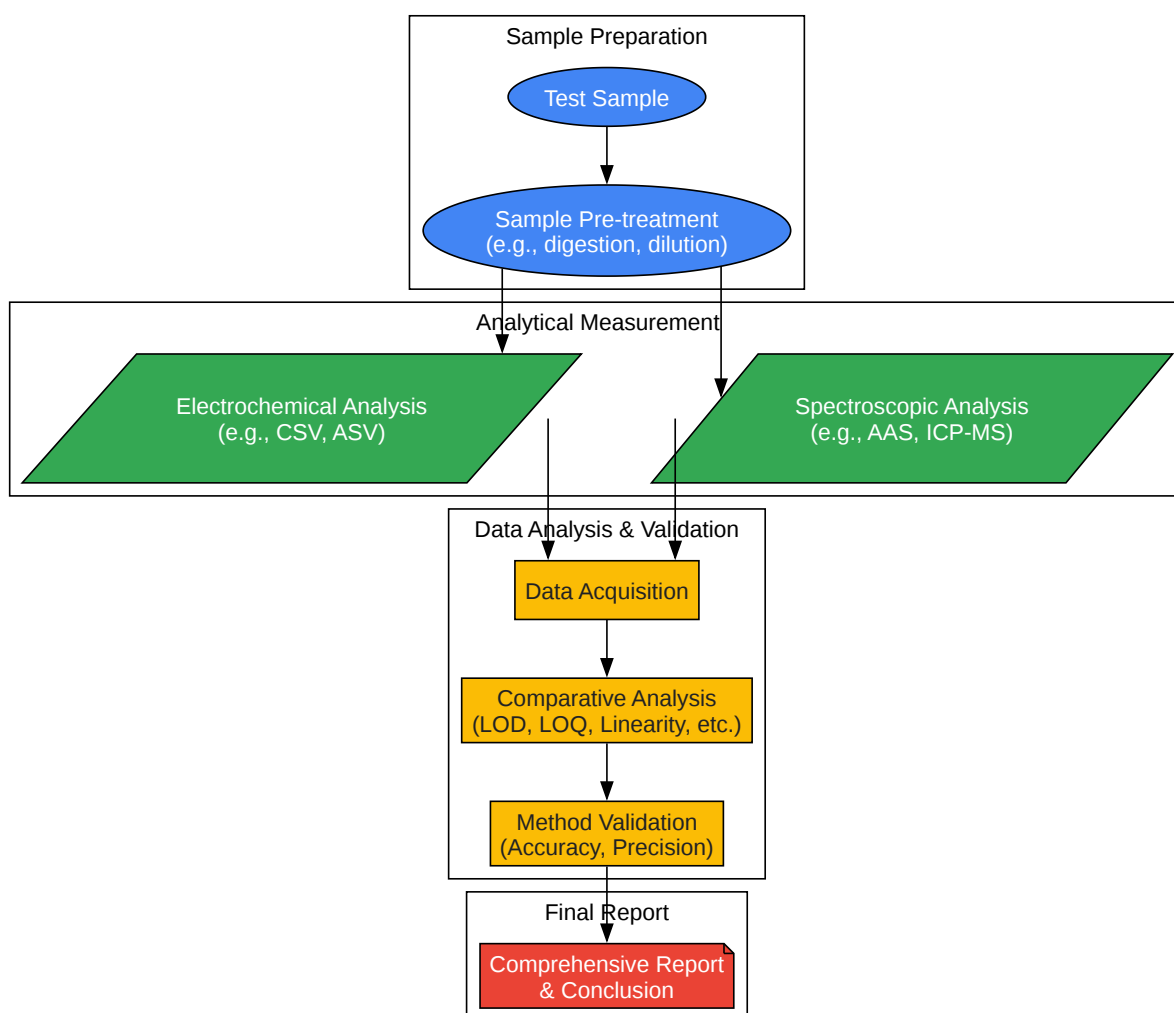 Sample Preparation
Test Sample
Sample Pre-treatment
(e.g., digestion, dilution)
Analytical Measurement
Electrochemical Analysis
(e.g., CSV, ASV)
Spectroscopic Analysis
(e.g., AAS, ICP-MS)
Data Analysis & Validation
Data Acquisition
Comparative Analysis
(LOD, LOQ, Linearity, etc.)
Method Validation
(Accuracy, Precision)
Final Report
Comprehensive Report
& Conclusion